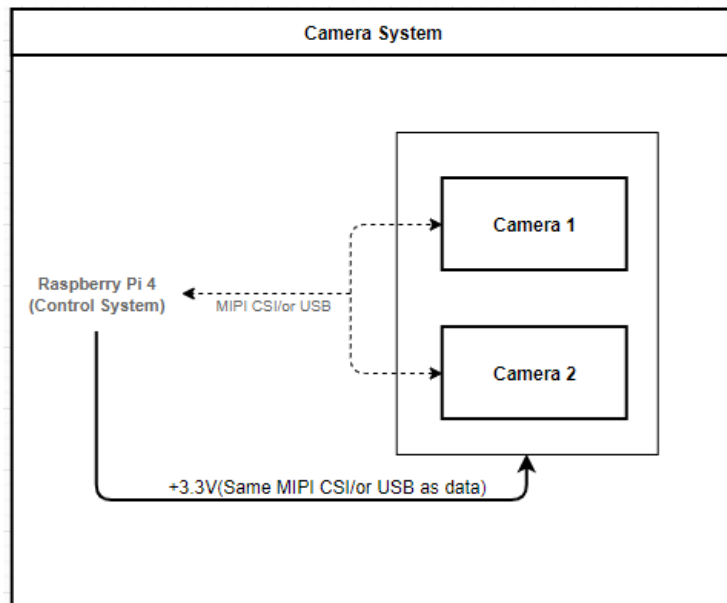 Camera System
Camera 1
Raspberry Pi 4
(Control System)
MIPI CSI/or USB
Camera 2
+3.3V(Same MIPI CSI/or USB as data)